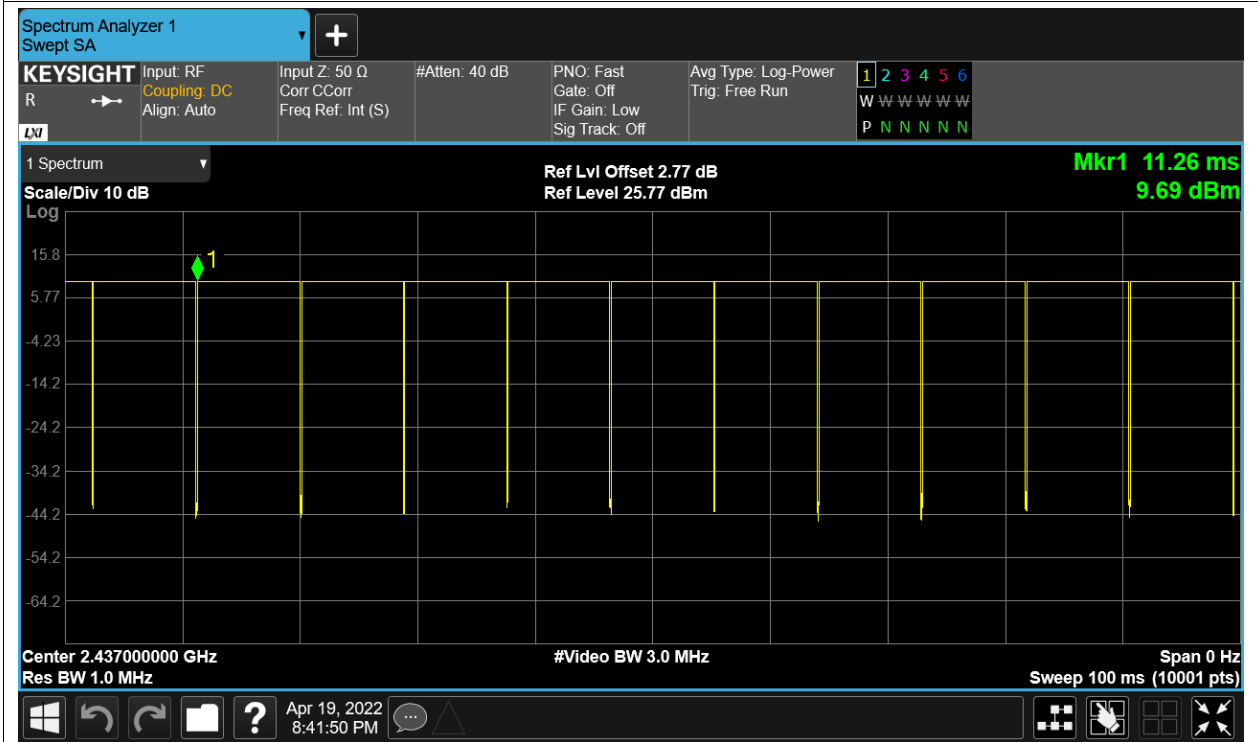 Spectrum Analyzer 1
Swept SA
+
KEYSIGHT
R
LXI
Input: RF
Coupling: DC
Align: Auto
Input Z: 50 Ω
Corr CCorr
Freq Ref: Int (S)
#Atten: 40 dB
PNO: Fast
Gate: Off
IF Gain: Low
Sig Track: Off
Avg Type: Log-Power
Trig: Free Run
1 2 3 4 5 6
W W W W W W
P N N N N N
1 Spectrum
Scale/Div 10 dB
Log
Ref Lvl Offset 2.77 dB
Ref Level 25.77 dBm
Mkr1 11.26 ms
9.69 dBm
1
15.8
5.77
-4.23
-14.2
-24.2
-34.2
-44.2
-54.2
-64.2
Center 2.437000000 GHz
Res BW 1.0 MHz
#Video BW 3.0 MHz
Span 0 Hz
Sweep 100 ms (10001 pts)
?
Apr 19, 2022
8:41:50 PM